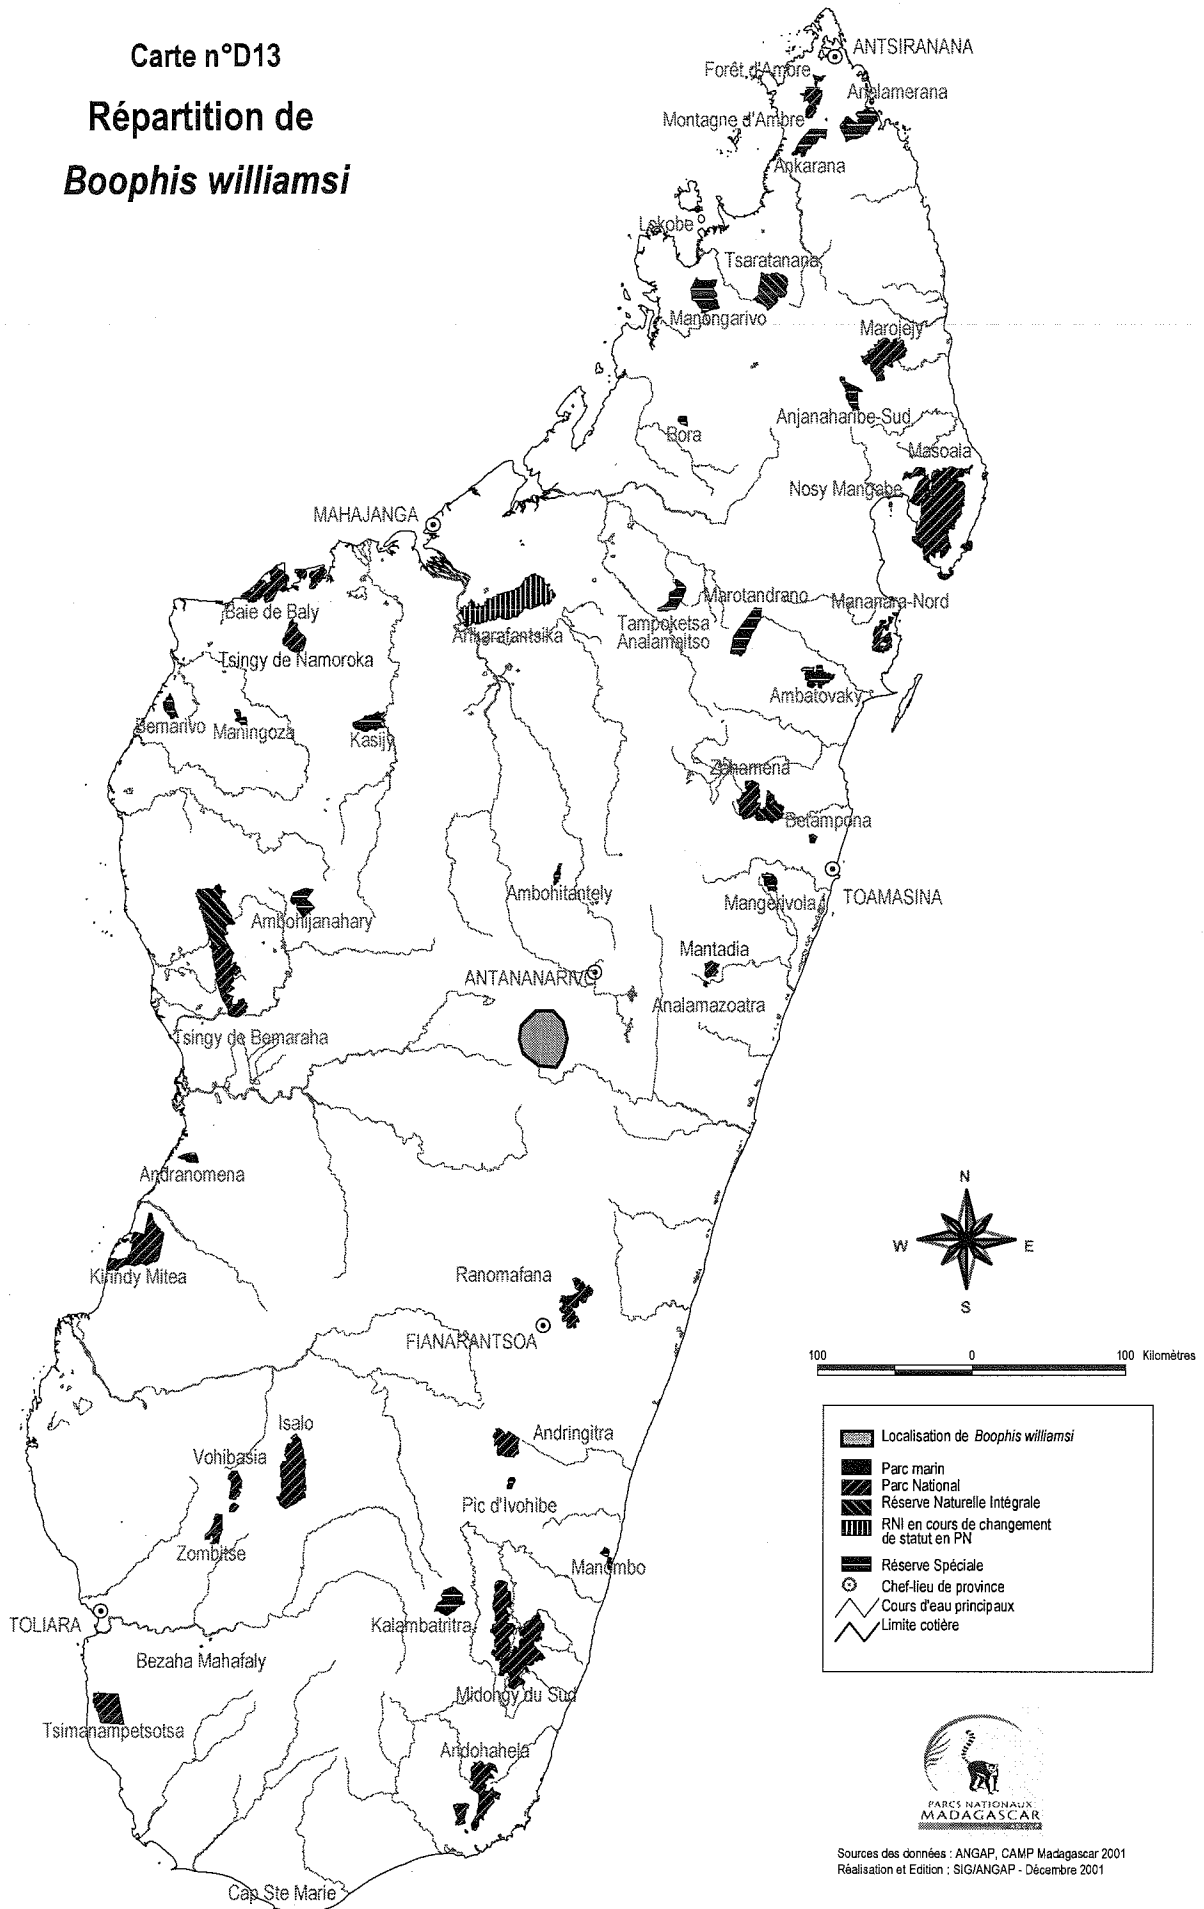 Carte n°D13
Répartition de
Boophis williamsi
ANTSIRANANA
Forêt d'Ambre
Analamerana
Montagne d'Ambre
Ankarana
Lokobe
Tsaratanana
Manongarivo
Marojejy
Anjanaharibe-Sud
Bora
Masoala
Nosy Mangabe
MAHAJANGA
Baie de Baly
Ankarafantsika
Tampoketsa
Analamaitso
Marotandrano
Mananara-Nord
Tsingy de Namoroka
Ambatovaky
Bemarivo
Maningoza
Kasijy
Zahamena
Betampona
Ambohitantely
Mangerivola
TOAMASINA
Ambohijanahary
Mantadia
ANTANANARIVO
Analamazoatra
Tsingy de Bemaraha
Andranomena
Kirindy Mitea
Ranomafana
FIANARANTSOA
N
W
E
S
100
0
100 Kilomètres
Isalo
Andringitra
Vohibasia
Pic d'Ivohibe
Zombitse
Manombo
TOLIARA
Kalambatritra
Bezaha Mahafaly
Midongy du Sud
Tsimanampetsotsa
Andohahela
Cap Ste Marie
Localisation de Boophis williamsi
Parc marin
Parc National
Réserve Naturelle Intégrale
RNI en cours de changement
de statut en PN
Réserve Spéciale
Chef-lieu de province
Cours d'eau principaux
Limite cotière
PARCS NATIONAUX
MADAGASCAR
Sources des données : ANGAP, CAMP Madagascar 2001
Réalisation et Edition : SIG/ANGAP - Décembre 2001